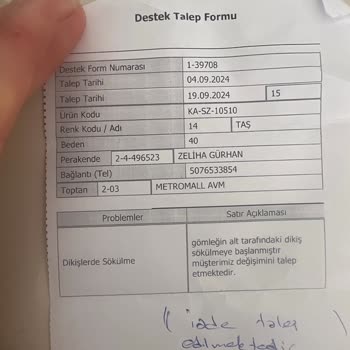 Destek Talep Formu
Destek Form Numarası 1-39708
Talep Tarihi 04.09.2024
Talep Tarihi 19.09.2024 15
Ürün Kodu KA-SZ-10510
Renk Kodu / Adı 14 TAŞ
Beden 40
Perakende 2-4-496523 ZELİHA GÜRHAN
Bağlantı (Tel) 5076533854
Toptan 2-03 METROMALL AVM
Problemler Satır Açıklaması
Dikişlerde Sökülme
gömleğin alt tarafındaki dikiş
sökülmeye başlanmıştır
müşterimiz değişimini talep
etmektedir.
( iade talep )
edilmektedir